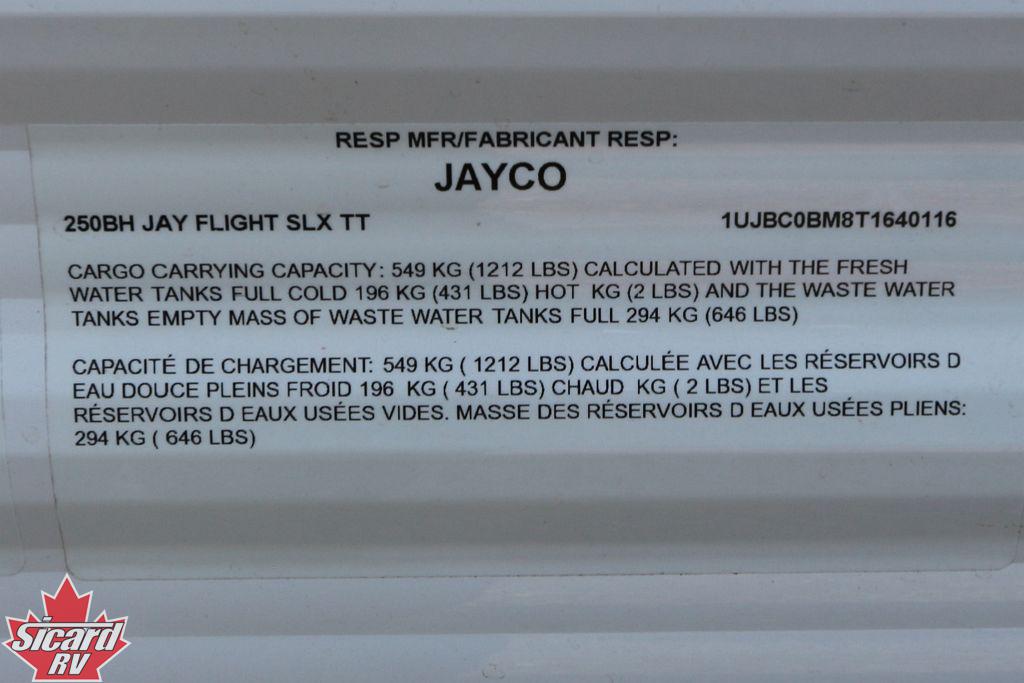 RESP MFR/FABRICANT RESP:
JAYCO
250BH JAY FLIGHT SLX TT 1UJBC0BM8T1640116
CARGO CARRYING CAPACITY: 549 KG (1212 LBS) CALCULATED WITH THE FRESH
WATER TANKS FULL COLD 196 KG (431 LBS) HOT  KG (2 LBS) AND THE WASTE WATER
TANKS EMPTY MASS OF WASTE WATER TANKS FULL 294 KG (646 LBS)
CAPACITÉ DE CHARGEMENT: 549 KG ( 1212 LBS) CALCULÉE AVEC LES RÉSERVOIRS D
EAU DOUCE PLEINS FROID 196  KG ( 431 LBS) CHAUD  KG ( 2 LBS) ET LES
RÉSERVOIRS D EAUX USÉES VIDES. MASSE DES RÉSERVOIRS D EAUX USÉES PLIENS:
294 KG ( 646 LBS)
Sicard
RV